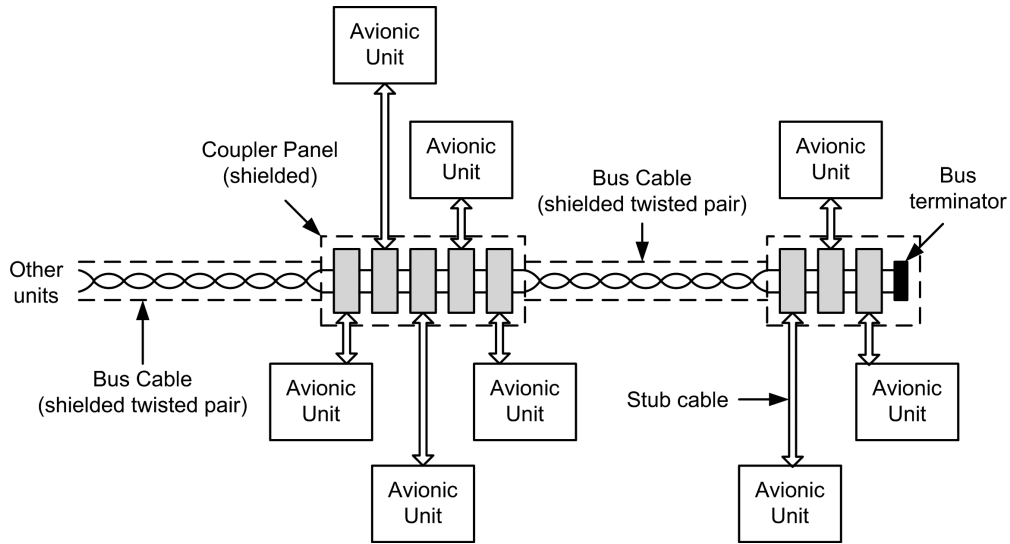 Avionic
Unit
Coupler Panel
(shielded)
Avionic
Unit
Bus Cable
(shielded twisted pair)
Avionic
Unit
Bus
terminator
Other
units
Bus Cable
(shielded twisted pair)
Avionic
Unit
Avionic
Unit
Stub cable
Avionic
Unit
Avionic
Unit
Avionic
Unit